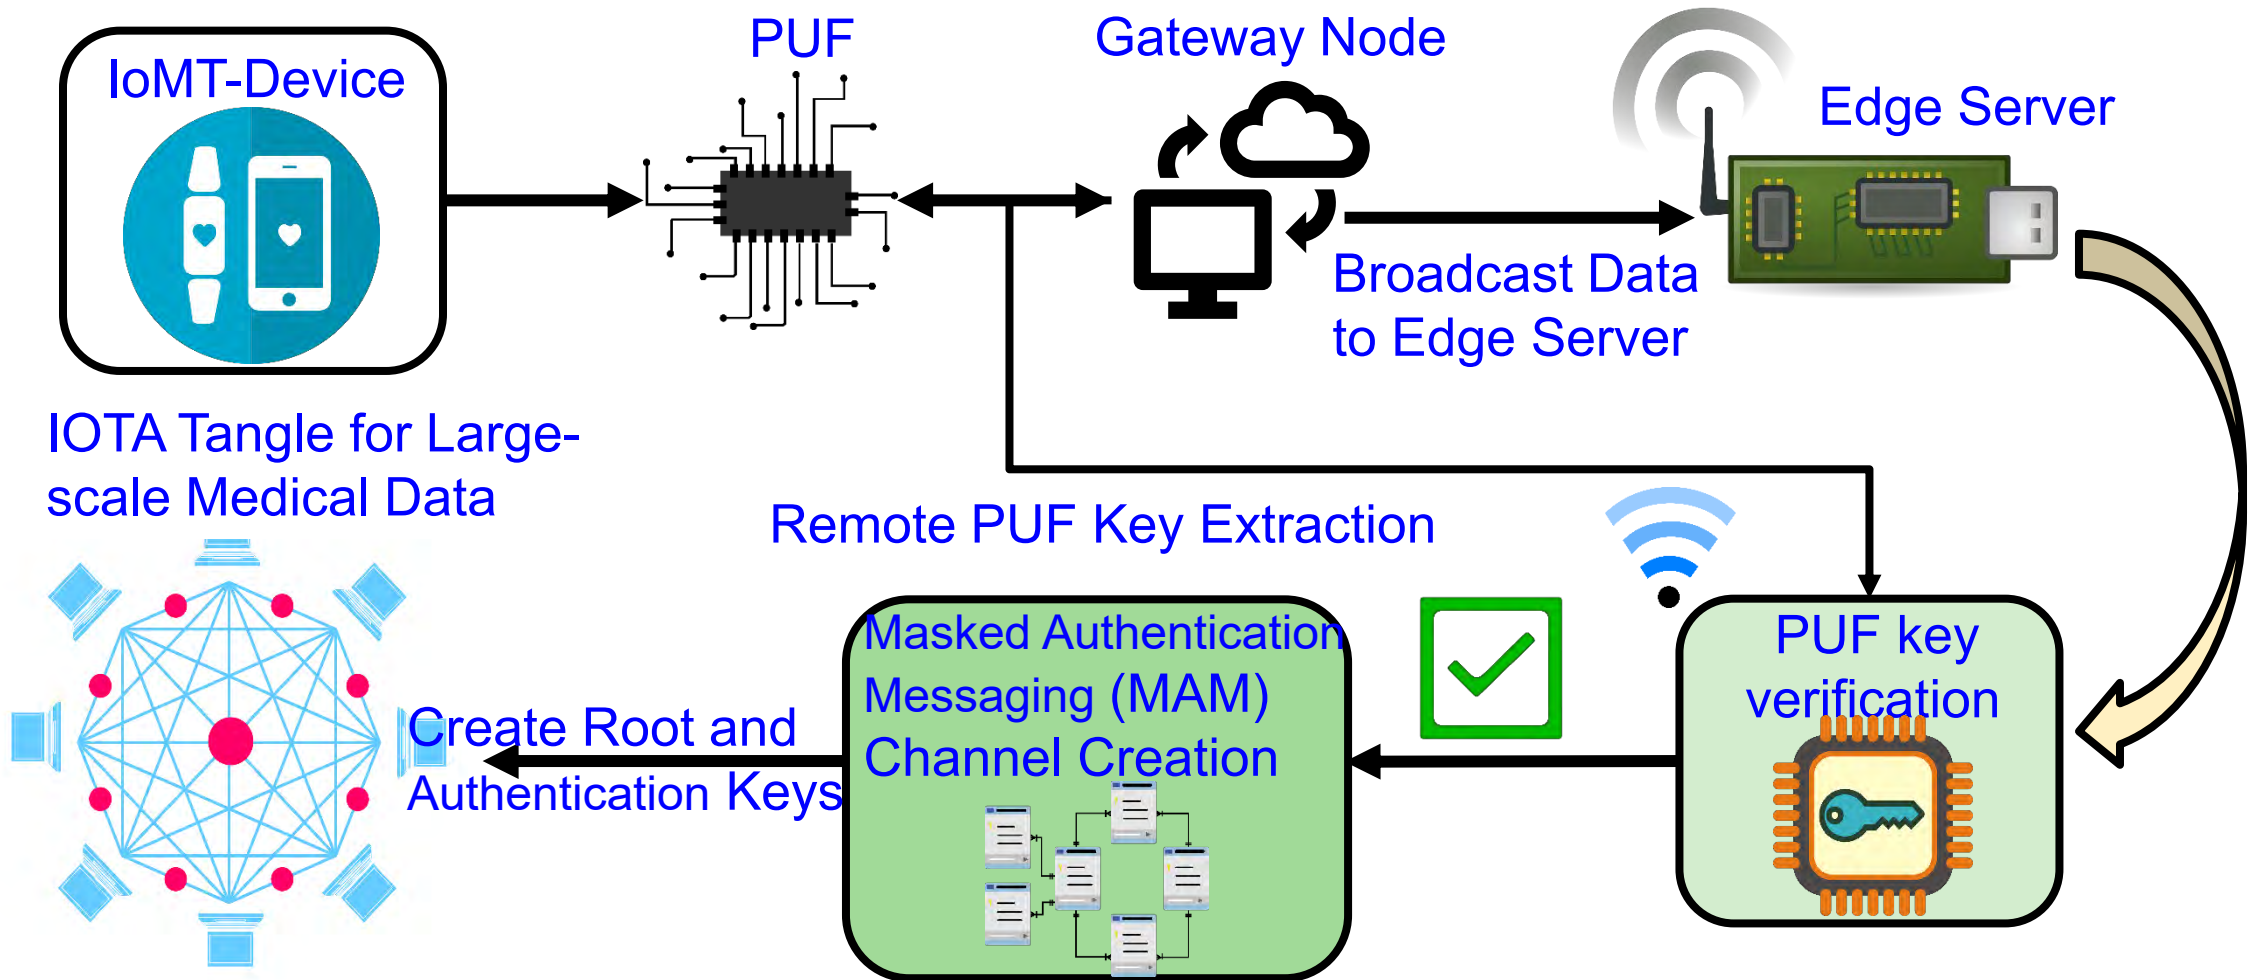 IoMT-Device
PUF
Gateway Node
Edge Server
Broadcast Data
to Edge Server
IOTA Tangle for Large-
scale Medical Data
Remote PUF Key Extraction
PUF key
verification
Masked Authentication
Messaging (MAM)
Channel Creation
Create Root and
Authentication Keys